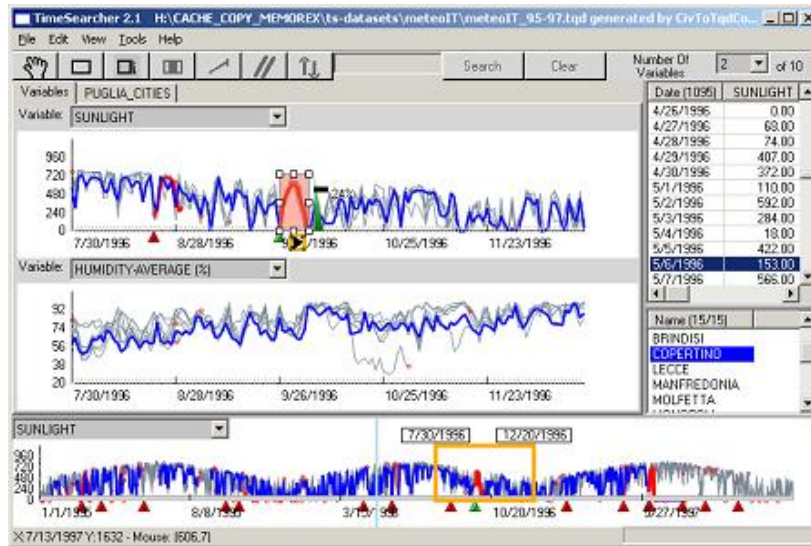 TimeSearcher 2.1 H:\CACHE_COPY_MEMOREX\ts-datasets\meteoIT\meteoIT_95-97.tqd generated by CivToTqdCo...
File Edit View Tools Help
Search Clear Number Of Variables 2 of 10
Variables PUGLIA_CITIES
Variable: SUNLIGHT
960
720
480
240
0
24%
7/30/1996 8/28/1996 10/25/1996 11/23/1996
Variable: HUMIDITY-AVERAGE (%)
92
74
56
38
20
7/30/1996 8/28/1996 9/26/1996 10/25/1996 11/23/1996
Date (1095) SUNLIGHT
4/26/1996 0.00
4/27/1996 68.00
4/28/1996 74.00
4/29/1996 407.00
4/30/1996 372.00
5/1/1996 110.00
5/2/1996 592.00
5/3/1996 284.00
5/4/1996 18.00
5/5/1996 422.00
5/6/1996 153.00
5/7/1996 566.00
Name (15/15)
BRINDISI
COPERTINO
LECCE
MANFREDONIA
MOLFETTA
SUNLIGHT
7/30/1996 12/20/1996
960
720
480
240
0
1/1/1995 8/8/1995 10/20/1996
X:7/13/1997 Y:1632 - Mouse: (606,7)